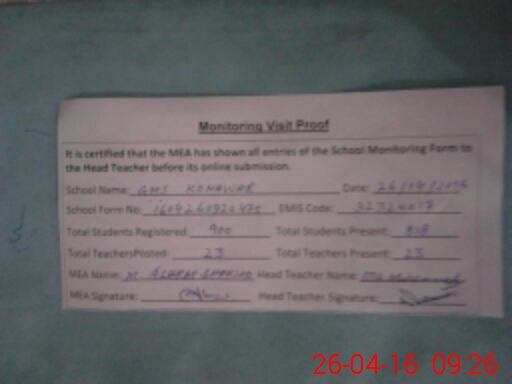 Monitoring Visit Proof
It is certified that the MEA has shown all entries of the School Monitoring Form to
the Head Teacher before its online submission.
School Name: GMS KONAWAR Date: 26/04/2016
School Form No: EMIS Code:
Total Students Registered: 900 Total Students Present:
Total TeachersPosted: 23 Total Teachers Present: 23
MEA Name: M. Head Teacher Name:
MEA Signature: Head Teacher Signature:
26-04-16 09:26